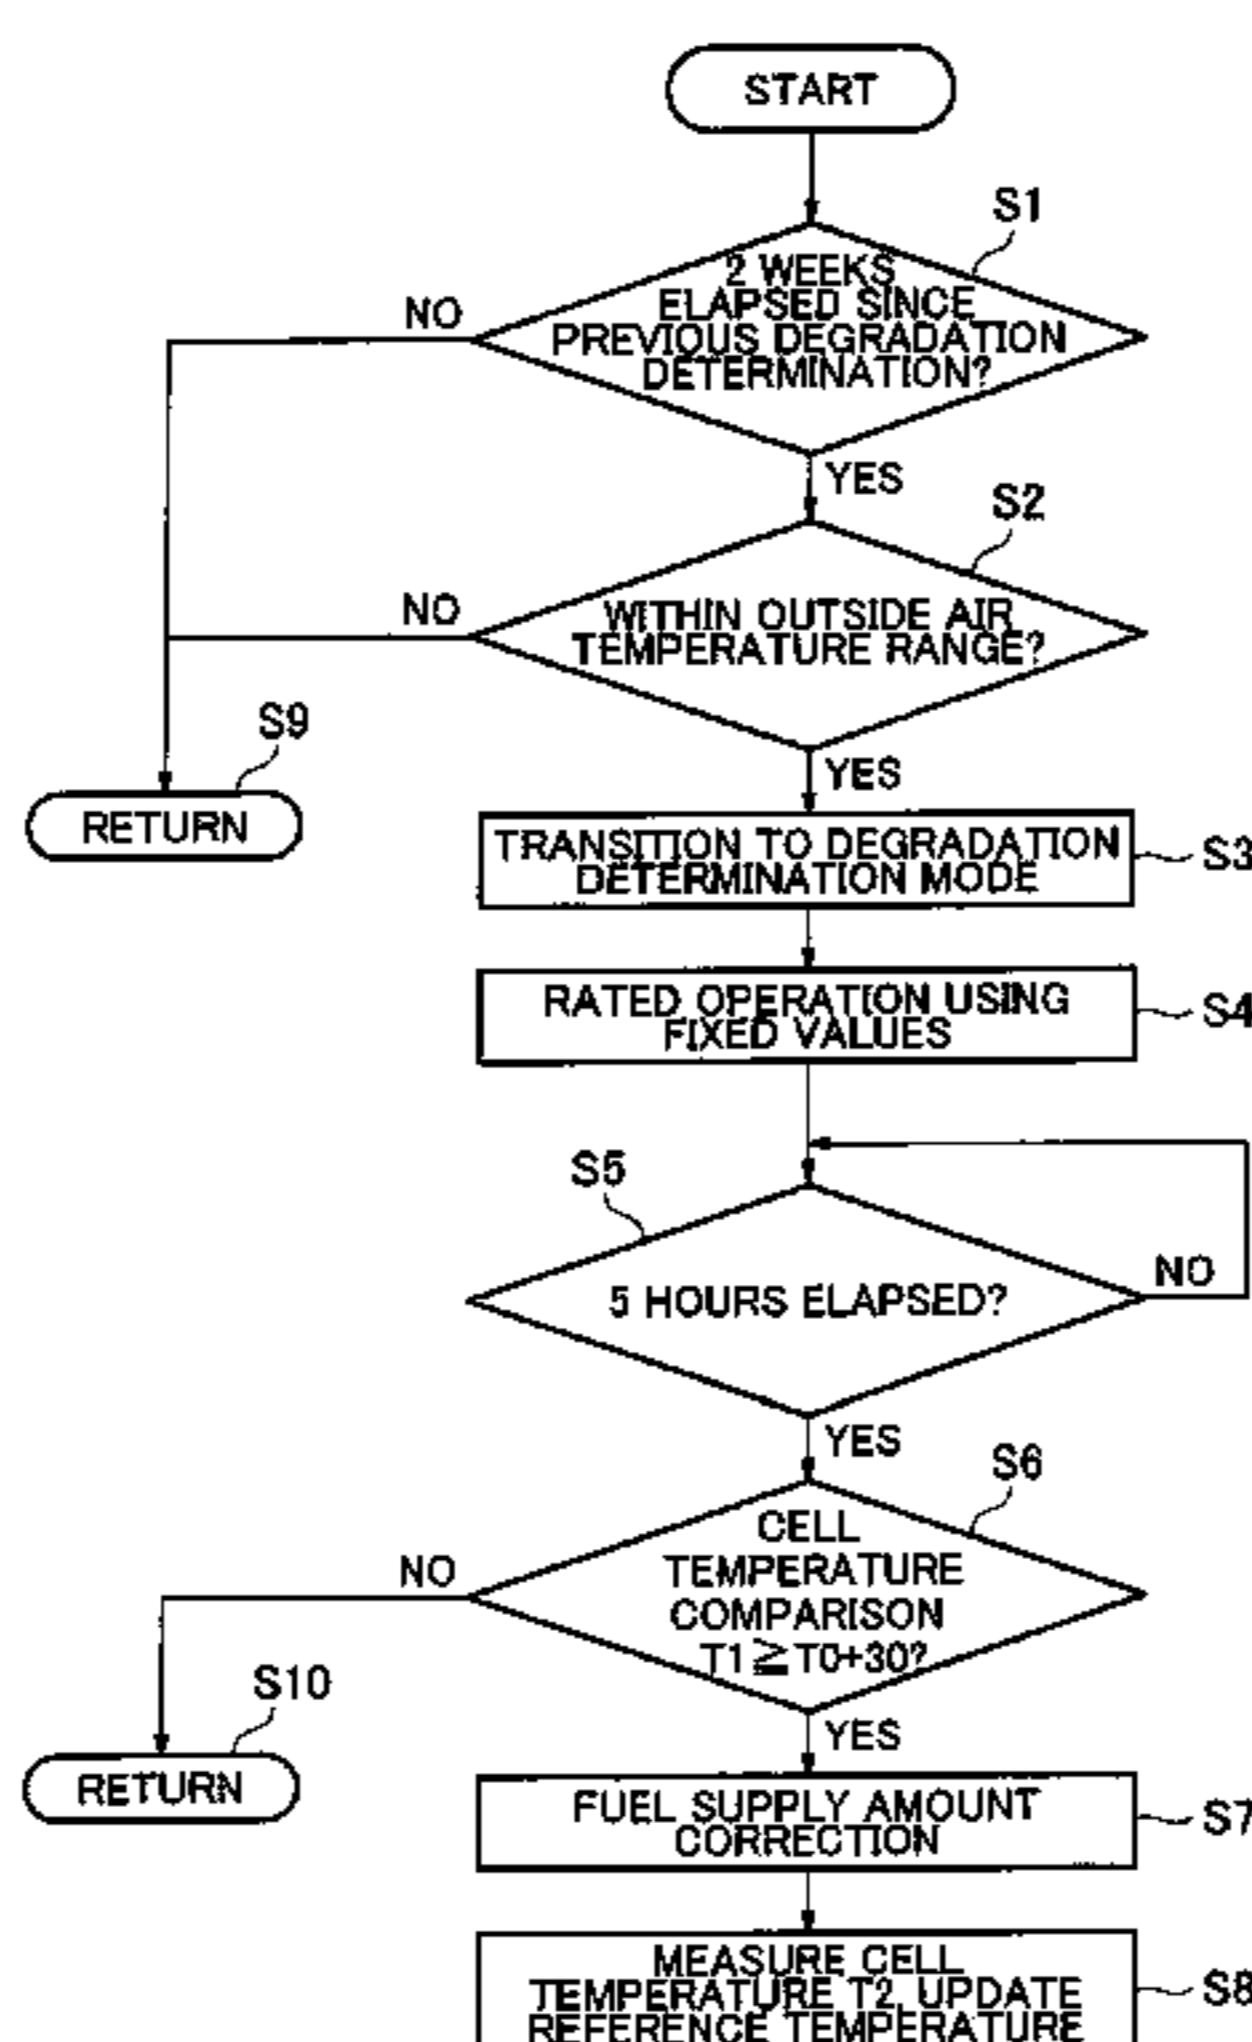 START
S1
2 WEEKS
ELAPSED SINCE
PREVIOUS DEGRADATION
DETERMINATION?
NO
YES
S2
WITHIN OUTSIDE AIR
TEMPERATURE RANGE?
NO
YES
S9
RETURN
TRANSITION TO DEGRADATION
DETERMINATION MODE
S3
RATED OPERATION USING
FIXED VALUES
S4
S5
5 HOURS ELAPSED?
NO
YES
S6
CELL
TEMPERATURE
COMPARISON
T1≧T0+30?
NO
YES
S10
RETURN
FUEL SUPPLY AMOUNT
CORRECTION
S7
MEASURE CELL
TEMPERATURE T2, UPDATE
REFERENCE TEMPERATURE
S8